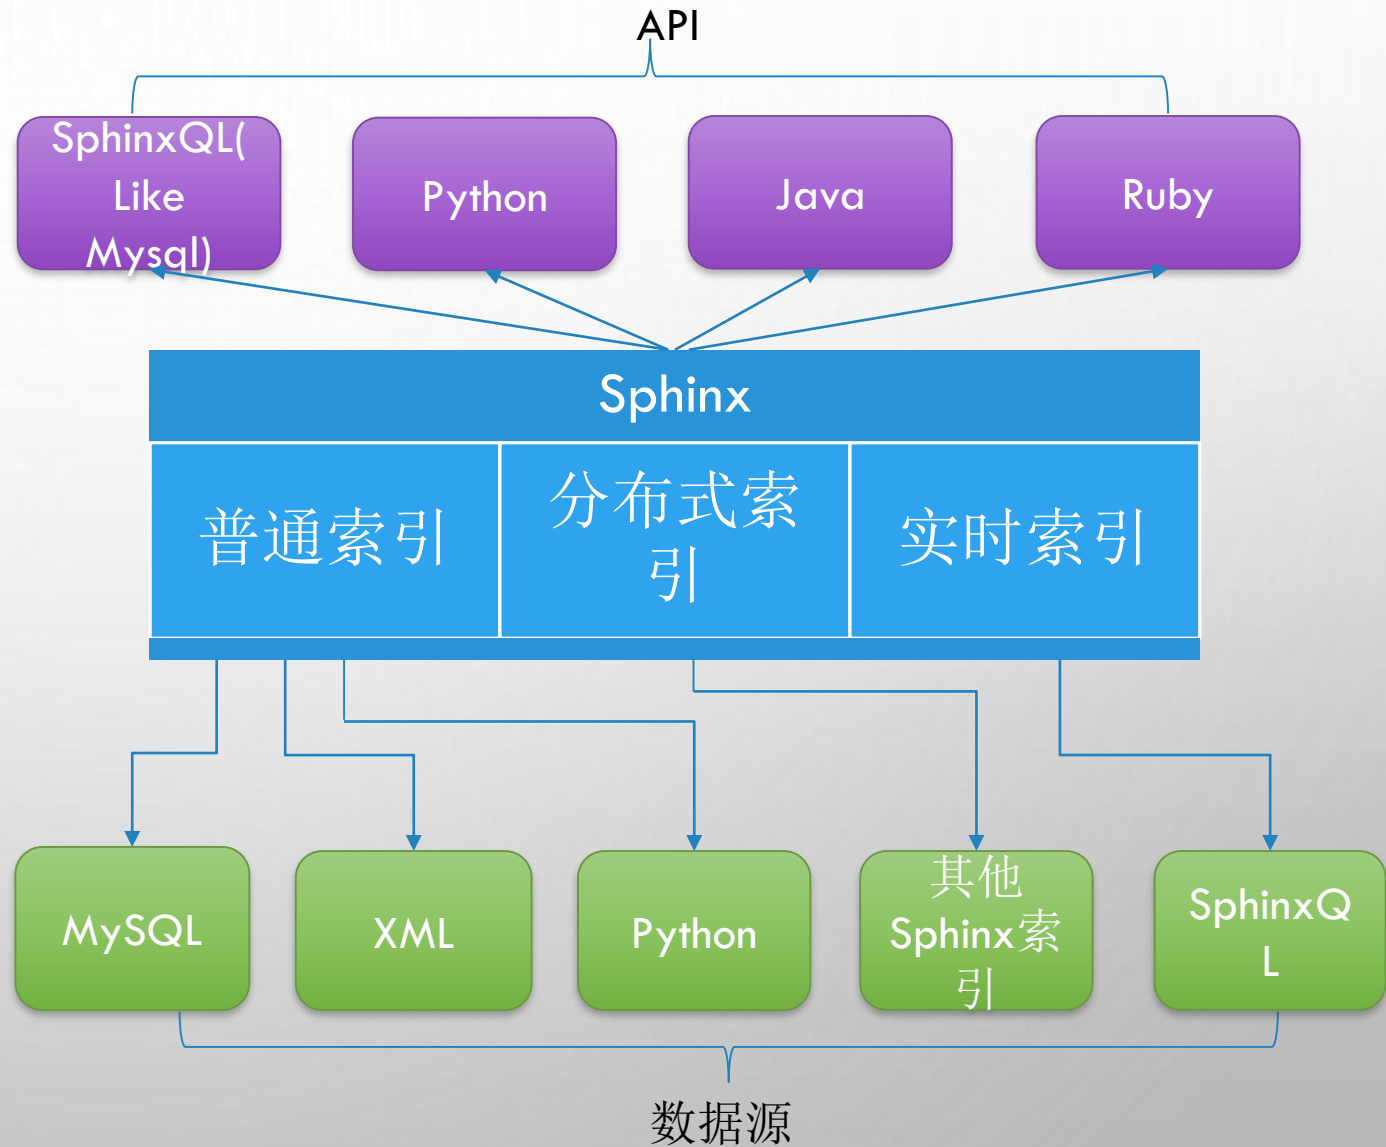 API
SphinxQL(
Like
Mysql)
Python
Java
Ruby
Sphinx
普通索引
分布式索
引
实时索引
MySQL
XML
Python
其他
Sphinx索
引
SphinxQ
L
数据源